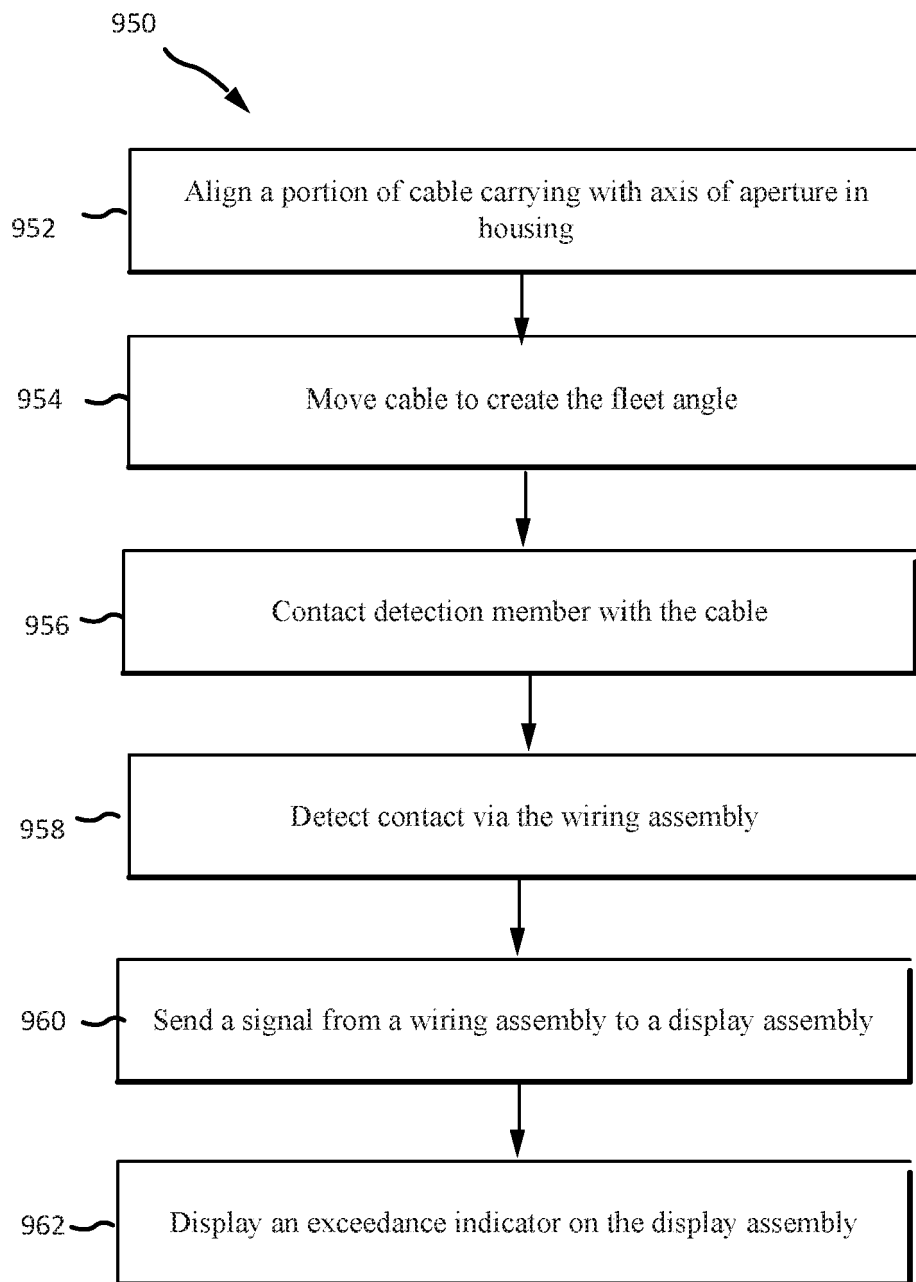 950
952
Align a portion of cable carrying with axis of aperture in
housing
954
Move cable to create the fleet angle
956
Contact detection member with the cable
958
Detect contact via the wiring assembly
960
Send a signal from a wiring assembly to a display assembly
962
Display an exceedance indicator on the display assembly